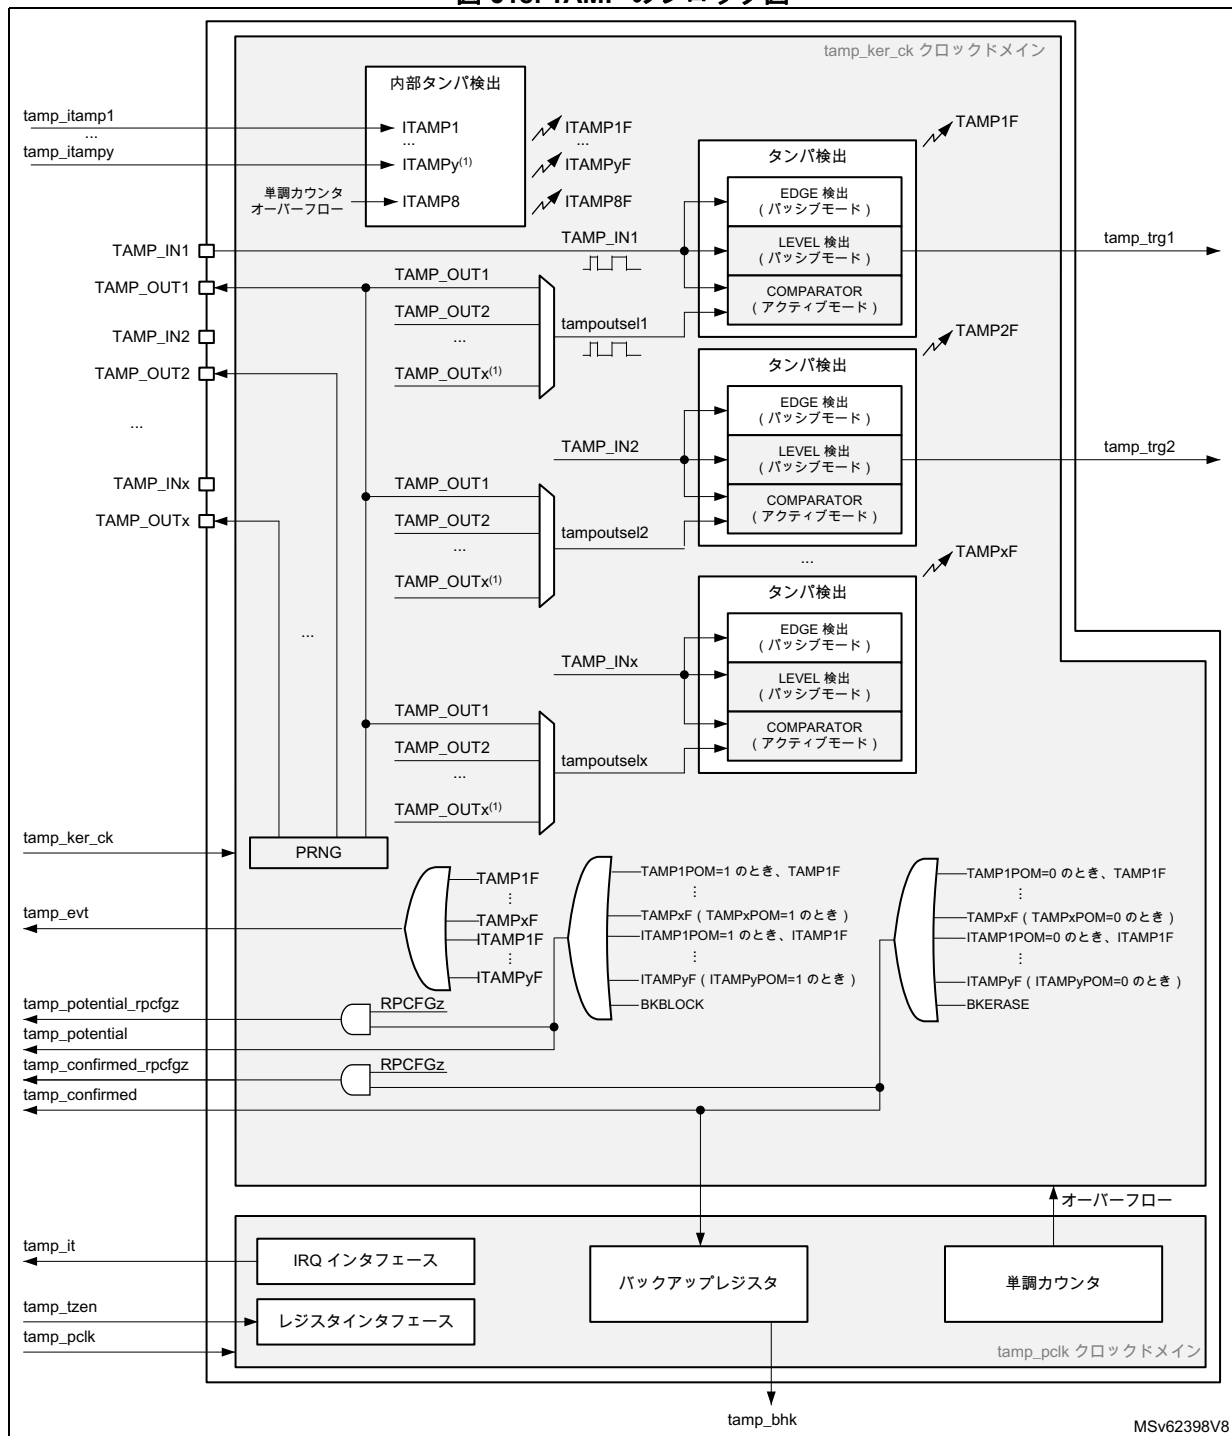 tamp_ker_ck クロックドメイン
内部タンパ検出
tamp_itamp1
...
tamp_itampy
ITAMP1
...
ITAMPy(1)
単調カウンタ
オーバーフロー
ITAMP8
ITAMP1F
...
ITAMPyF
ITAMP8F
TAMP1F
タンパ検出
EDGE 検出
(パッシブモード)
LEVEL 検出
(パッシブモード)
COMPARATOR
(アクティブモード)
tamp_trg1
TAMP_IN1
TAMP_OUT1
TAMP_IN2
TAMP_OUT2
...
TAMP_INx
TAMP_OUTx
TAMP_IN1
TAMP_OUT1
TAMP_OUT2
...
TAMP_OUTx(1)
tampoutsel1
TAMP2F
タンパ検出
EDGE 検出
(パッシブモード)
LEVEL 検出
(パッシブモード)
COMPARATOR
(アクティブモード)
tamp_trg2
TAMP_IN2
TAMP_OUT1
TAMP_OUT2
...
TAMP_OUTx(1)
tampoutsel2
...
TAMPxF
タンパ検出
EDGE 検出
(パッシブモード)
LEVEL 検出
(パッシブモード)
COMPARATOR
(アクティブモード)
...
TAMP_INx
TAMP_OUT1
TAMP_OUT2
...
TAMP_OUTx(1)
tampoutselx
tamp_ker_ck
PRNG
tamp_evt
TAMP1F
⋮
TAMPxF
ITAMP1F
⋮
ITAMPyF
TAMP1POM=1 のとき、TAMP1F
⋮
TAMPxF(TAMPxPOM=1 のとき)
ITAMP1POM=1 のとき、ITAMP1F
⋮
ITAMPyF(ITAMPyPOM=1 のとき)
BKBLOCK
TAMP1POM=0 のとき、TAMP1F
⋮
TAMPxF(TAMPxPOM=0 のとき)
ITAMP1POM=0 のとき、ITAMP1F
⋮
ITAMPyF(ITAMPyPOM=0 のとき)
BKERASE
tamp_potential_rpcfgz
RPCFGz
tamp_potential
tamp_confirmed_rpcfgz
RPCFGz
tamp_confirmed
オーバーフロー
tamp_it
IRQ インタフェース
バックアップレジスタ
単調カウンタ
tamp_tzen
レジスタインタフェース
tamp_pclk
tamp_pclk クロックドメイン
tamp_bhk
MSv62398V8